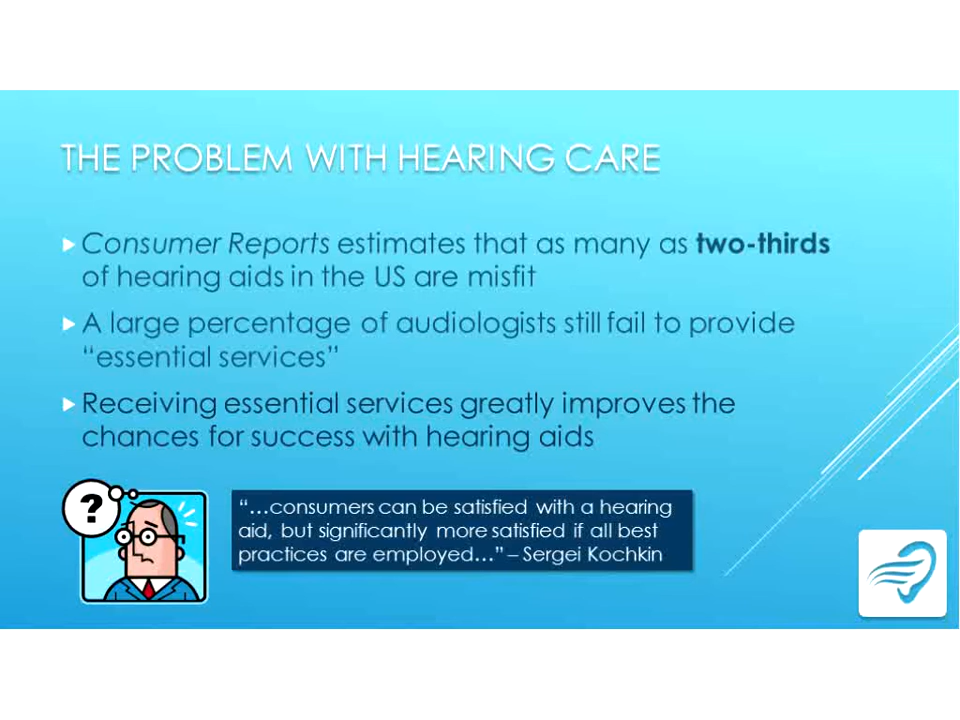 THE PROBLEM WITH HEARING CARE
Consumer Reports estimates that as many as two-thirds
of hearing aids in the US are misfit
A large percentage of audiologists still fail to provide
“essential services”
Receiving essential services greatly improves the
chances for success with hearing aids
?
“…consumers can be satisfied with a hearing
aid, but significantly more satisfied if all best
practices are employed…” – Sergei Kochkin